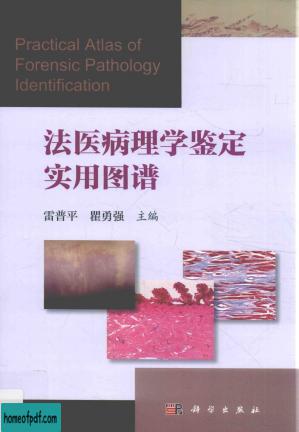 Practical Atlas of
Forensic Pathology
Identification
法医病理学鉴定
实用图谱
雷普平 瞿勇强 主编
科学出版社
homeofpdf.com